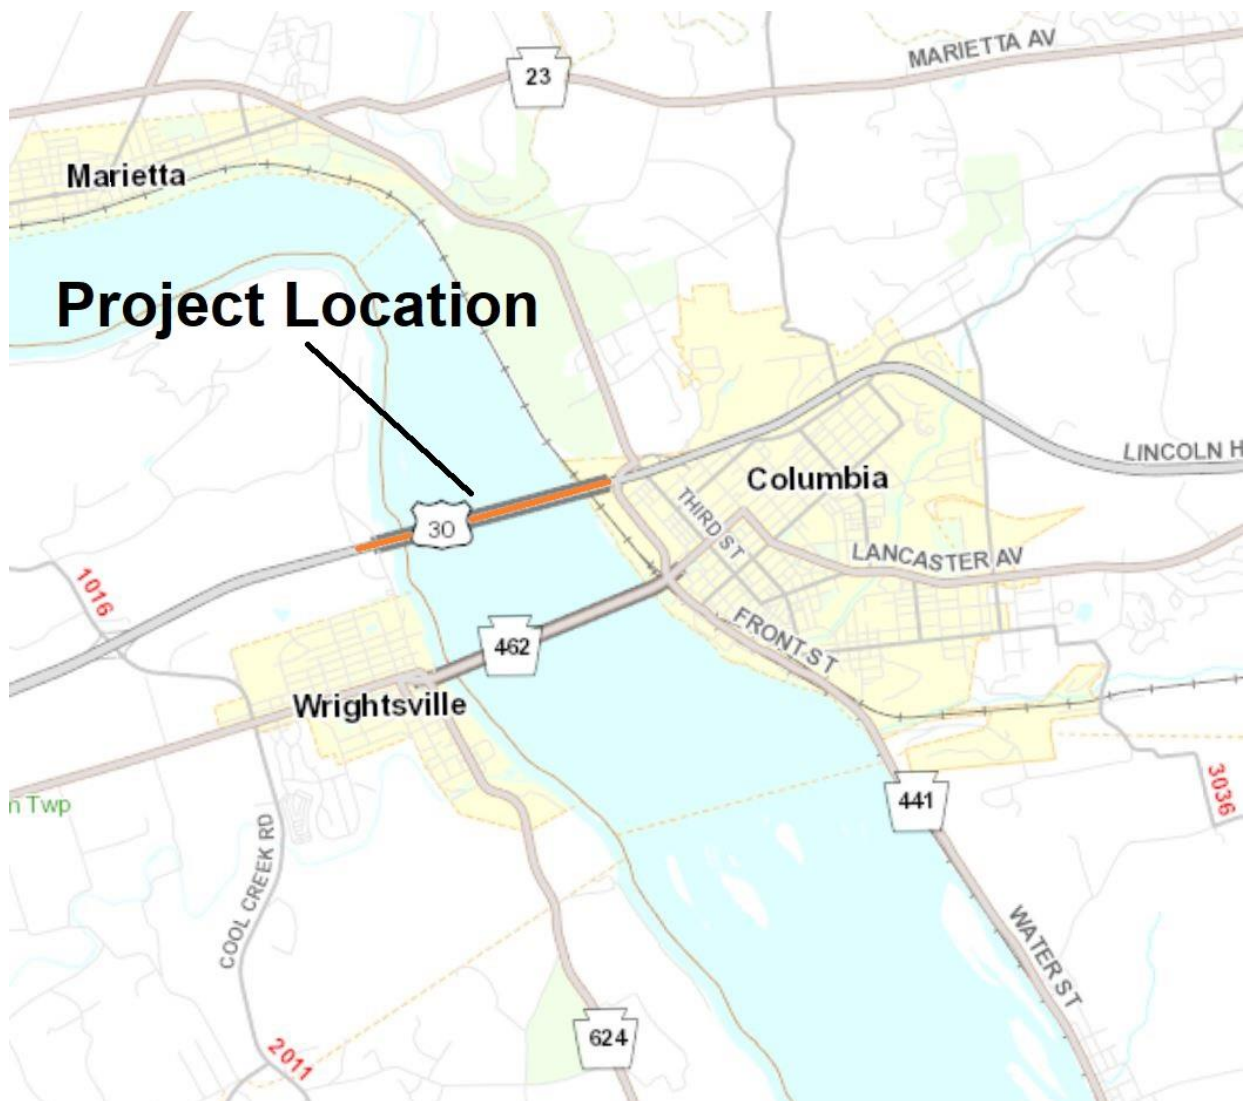 MARIETTA AV
23
Marietta
Project Location
LINCOLN H
Columbia
30
THIRD ST
LANCASTER AV
1016
462
FRONT ST
Wrightsville
3036
441
n Twp
COOL CREEK RD
WATER ST
624
2011